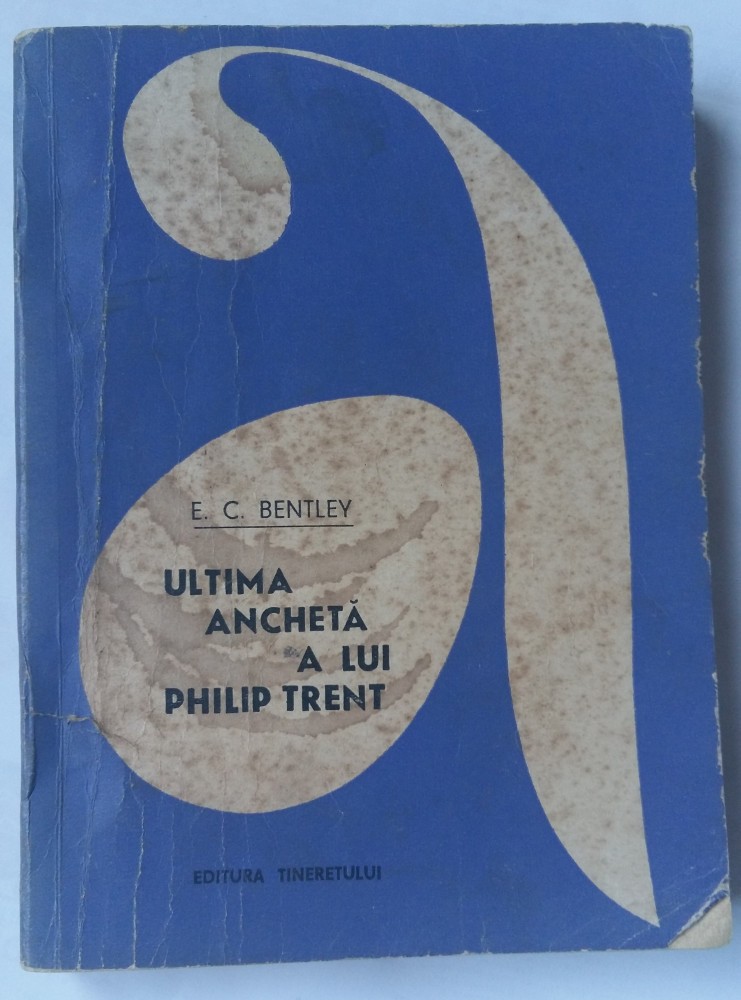 a
E. C. BENTLEY
ULTIMA
ANCHETĂ
A LUI
PHILIP TRENT
EDITURA TINERETULUI